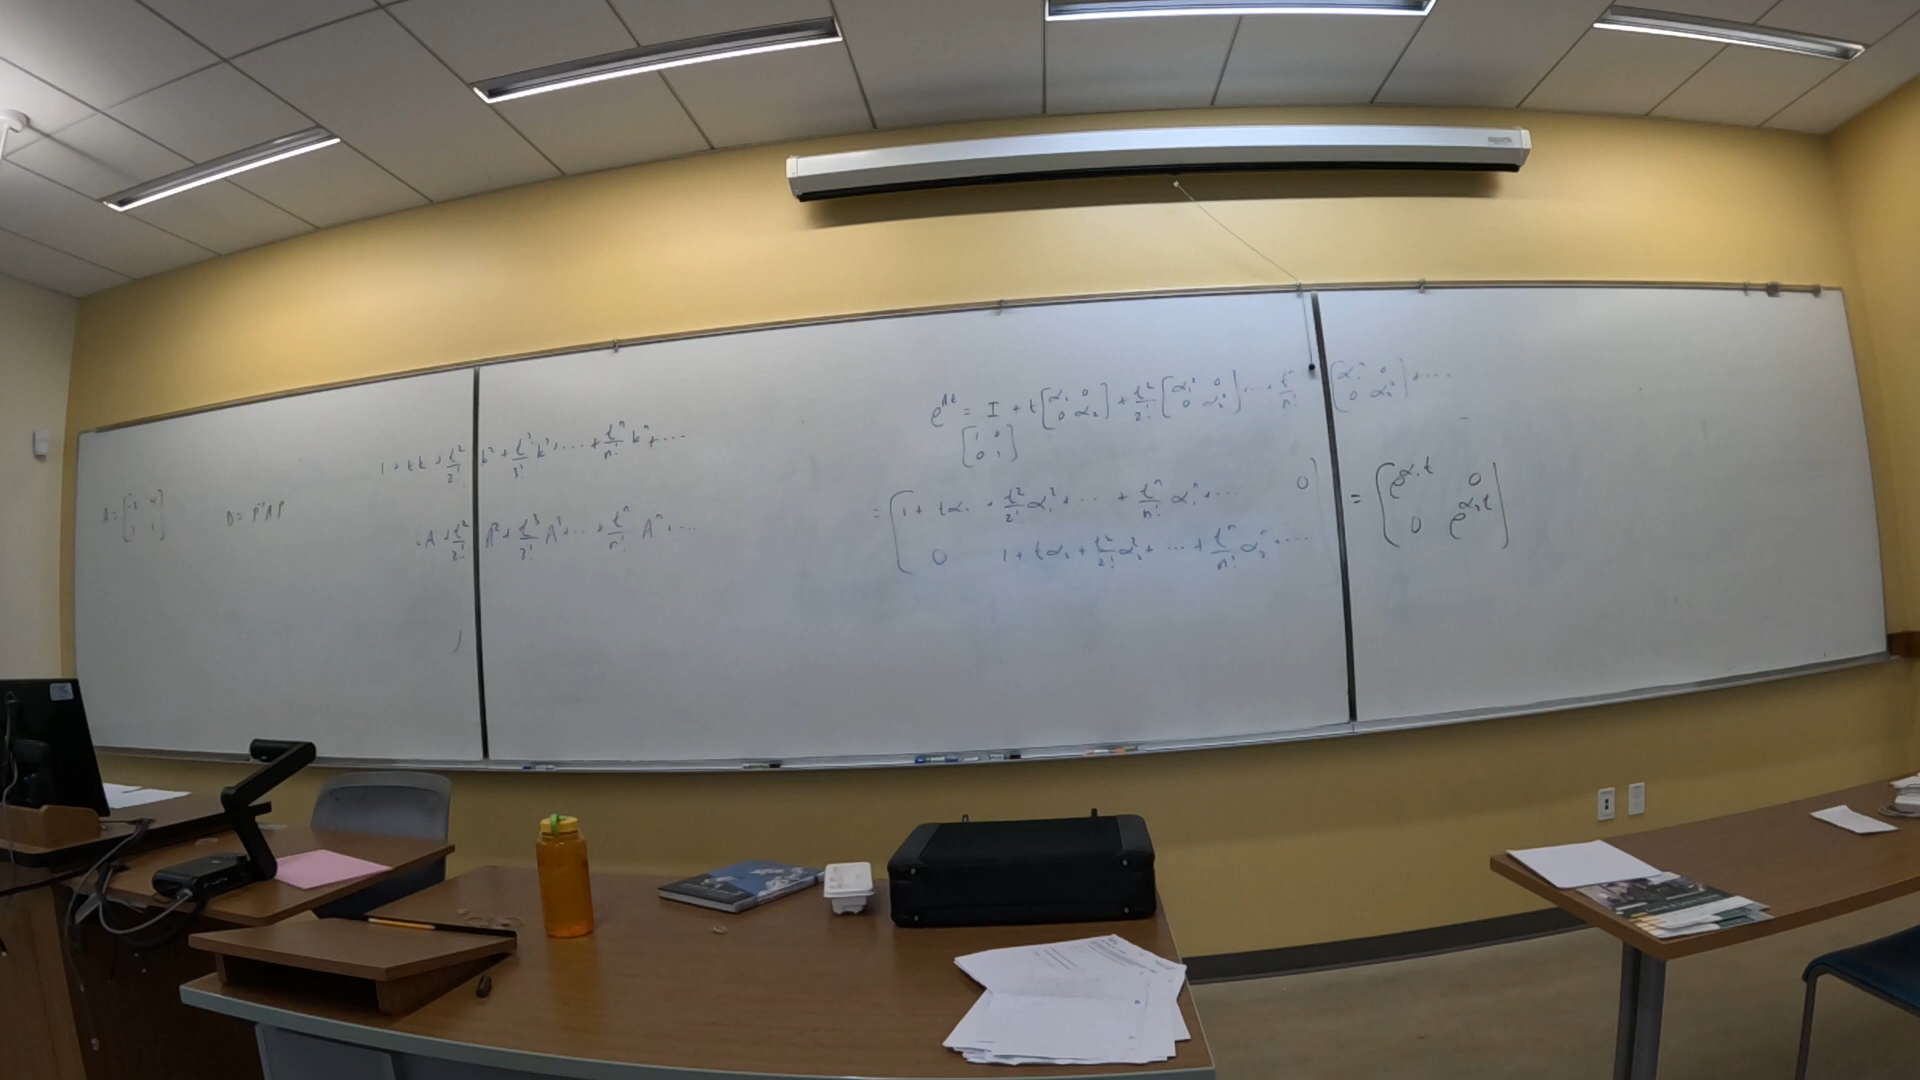 1 + tk + t²/2! k² + t³/3! k³ + ... + tⁿ/n! kⁿ + ...
D = P⁻¹AP
A + t²/2! A² + t³/3! A³ + ... + tⁿ/n! Aⁿ + ...
e^{At} = I + t [α₁ 0; 0 α₂] + t²/2! [α₁² 0; 0 α₂²] ... + tⁿ/n! [α₁ⁿ 0; 0 α₂ⁿ] + ...
[1 0; 0 1]
= [1 + tα₁ + t²/2! α₁² + ... + tⁿ/n! α₁ⁿ + ... 0
0 1 + tα₂ + t²/2! α₂² + ... + tⁿ/n! α₂ⁿ + ...]
= [e^{α₁t} 0
0 e^{α₂t}]